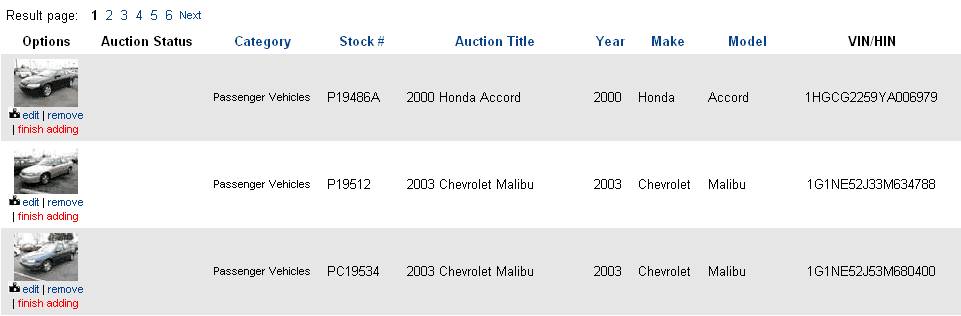 Result page: 1 2 3 4 5 6 Next
Options Auction Status Category Stock # Auction Title Year Make Model VIN/HIN
Passenger Vehicles P19486A 2000 Honda Accord 2000 Honda Accord 1HGCG2259YA006979
edit | remove
| finish adding
Passenger Vehicles P19512 2003 Chevrolet Malibu 2003 Chevrolet Malibu 1G1NE52J33M634788
edit | remove
| finish adding
Passenger Vehicles PC19534 2003 Chevrolet Malibu 2003 Chevrolet Malibu 1G1NE52J53M680400
edit | remove
| finish adding